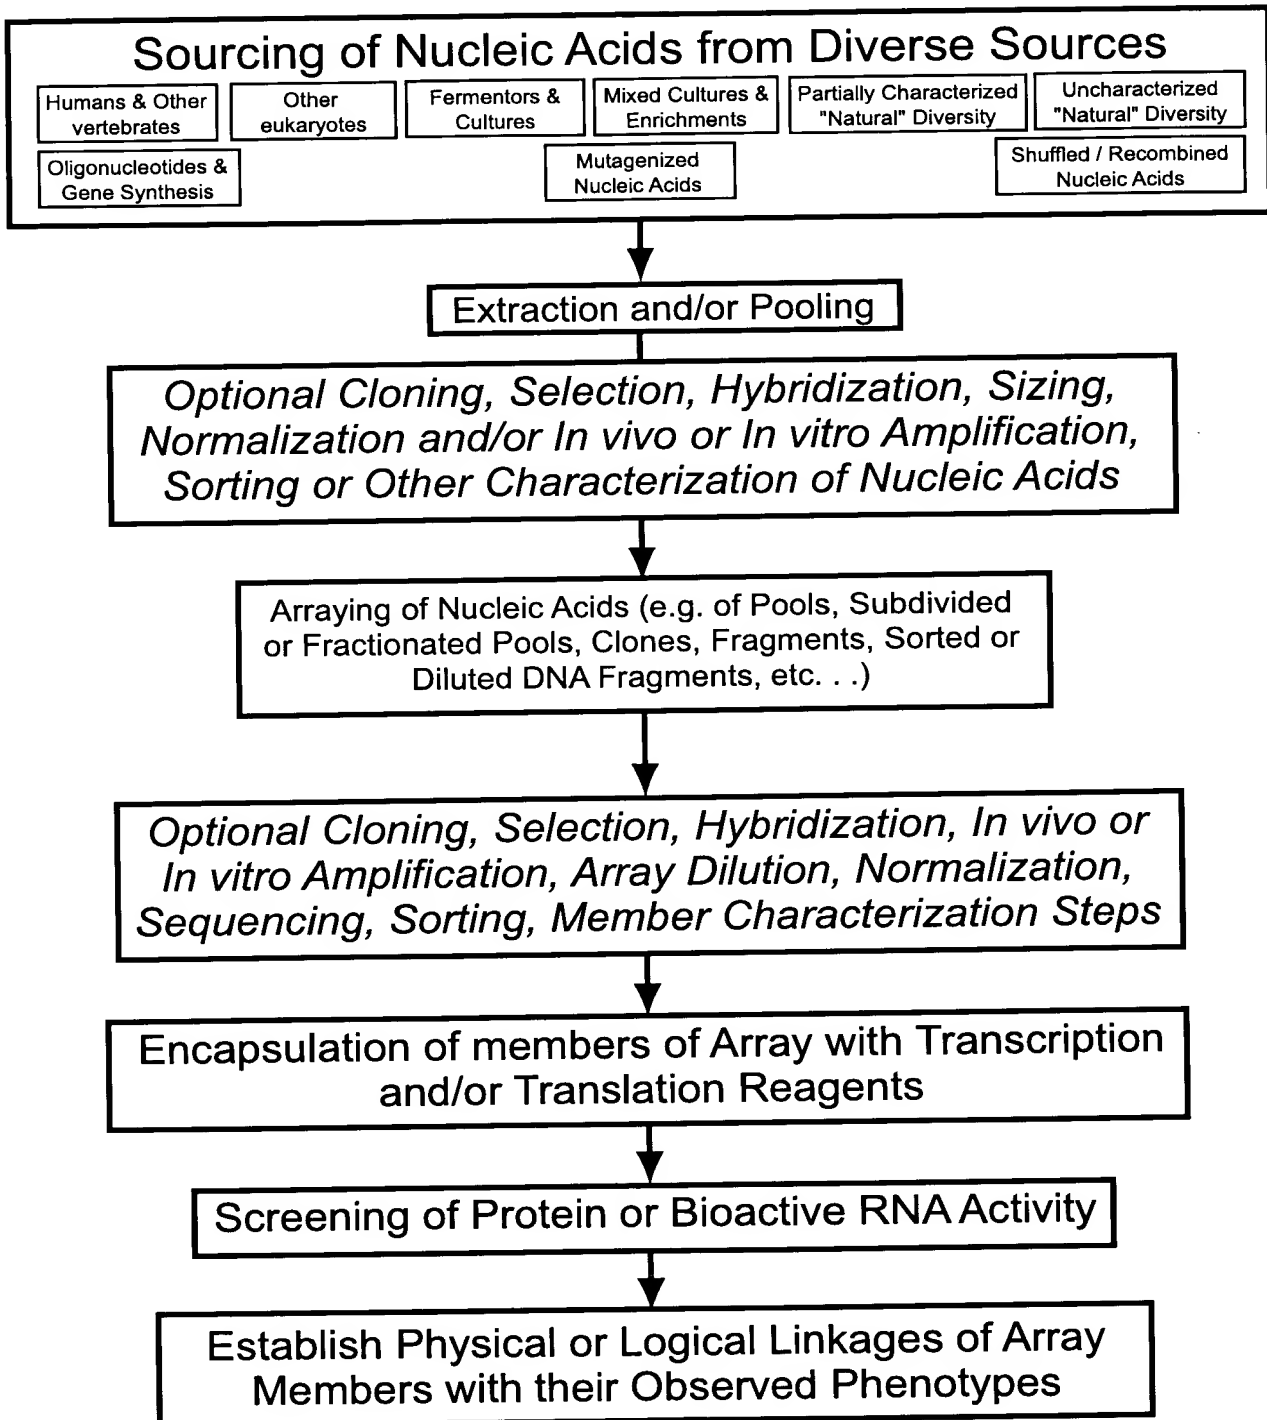 Sourcing of Nucleic Acids from Diverse Sources
Humans & Other
vertebrates
Other
eukaryotes
Fermentors &
Cultures
Mixed Cultures &
Enrichments
Partially Characterized
"Natural" Diversity
Uncharacterized
"Natural" Diversity
Oligonucleotides &
Gene Synthesis
Mutagenized
Nucleic Acids
Shuffled / Recombined
Nucleic Acids
Extraction and/or Pooling
Optional Cloning, Selection, Hybridization, Sizing,
Normalization and/or In vivo or In vitro Amplification,
Sorting or Other Characterization of Nucleic Acids
Arraying of Nucleic Acids (e.g. of Pools, Subdivided
or Fractionated Pools, Clones, Fragments, Sorted or
Diluted DNA Fragments, etc. . .)
Optional Cloning, Selection, Hybridization, In vivo or
In vitro Amplification, Array Dilution, Normalization,
Sequencing, Sorting, Member Characterization Steps
Encapsulation of members of Array with Transcription
and/or Translation Reagents
Screening of Protein or Bioactive RNA Activity
Establish Physical or Logical Linkages of Array
Members with their Observed Phenotypes